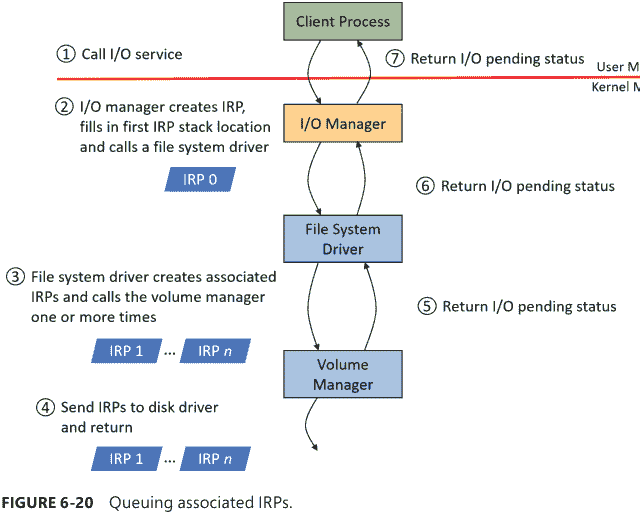 Client Process
① Call I/O service
⑦ Return I/O pending status
User M
Kernel M
② I/O manager creates IRP,
fills in first IRP stack location
and calls a file system driver
I/O Manager
IRP 0
⑥ Return I/O pending status
File System
Driver
③ File system driver creates associated
IRPs and calls the volume manager
one or more times
⑤ Return I/O pending status
IRP 1 ... IRP n
Volume
Manager
④ Send IRPs to disk driver
and return
IRP 1 ... IRP n
FIGURE 6-20 Queuing associated IRPs.